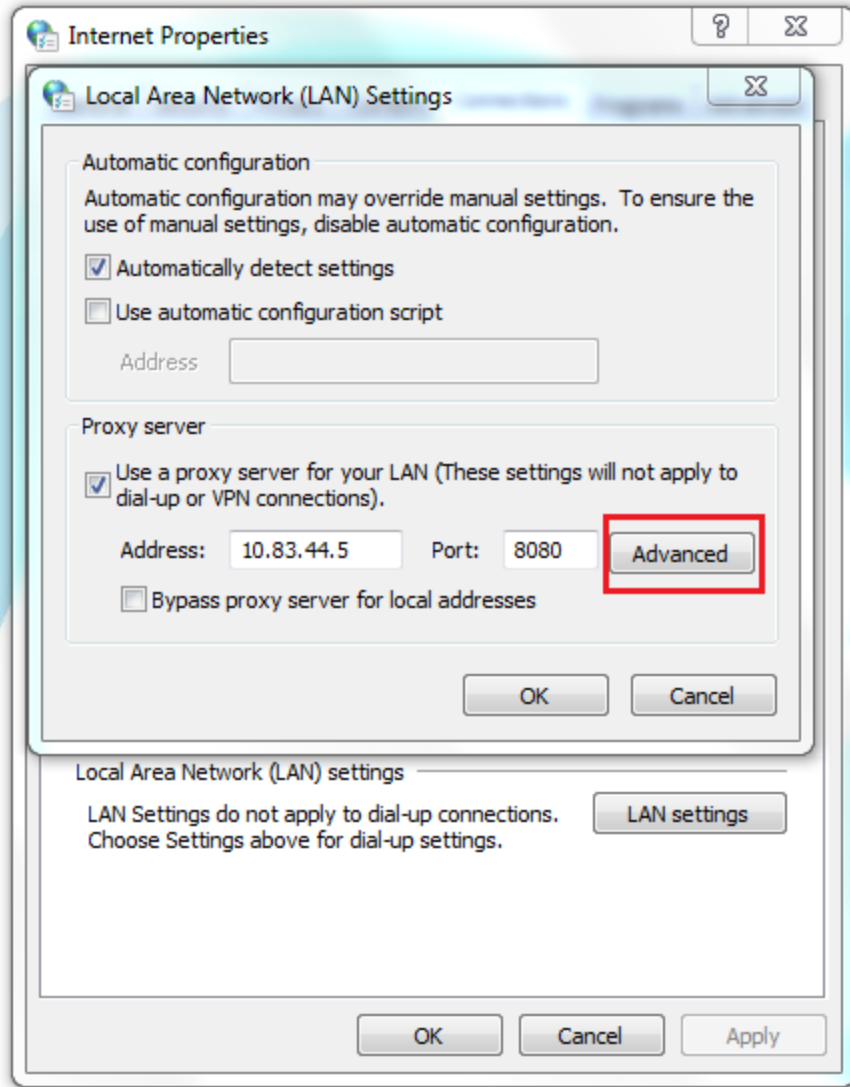 Internet Properties
Local Area Network (LAN) Settings
Automatic configuration
Automatic configuration may override manual settings.  To ensure the
use of manual settings, disable automatic configuration.
Automatically detect settings
Use automatic configuration script
Address
Proxy server
Use a proxy server for your LAN (These settings will not apply to
dial-up or VPN connections).
Address: 10.83.44.5 Port: 8080 Advanced
Bypass proxy server for local addresses
OK Cancel
Local Area Network (LAN) settings
LAN Settings do not apply to dial-up connections. LAN settings
Choose Settings above for dial-up settings.
OK Cancel Apply